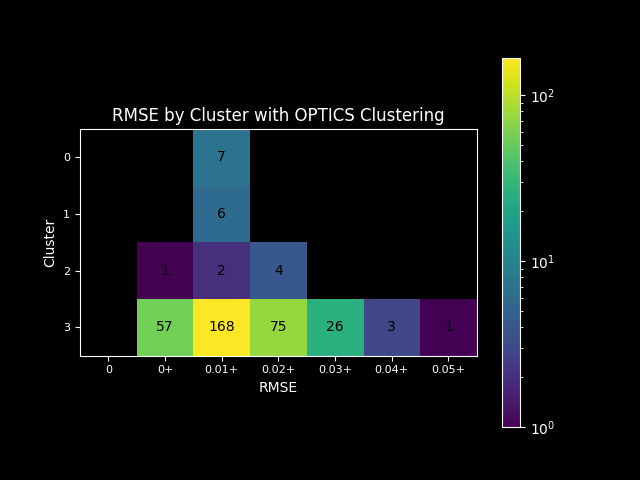 RMSE by Cluster with OPTICS Clustering
Cluster
0
7
1
6
2
1 2 4
3
57 168 75 26 3 1
0 0+ 0.01+ 0.02+ 0.03+ 0.04+ 0.05+
RMSE
10²
10¹
10⁰